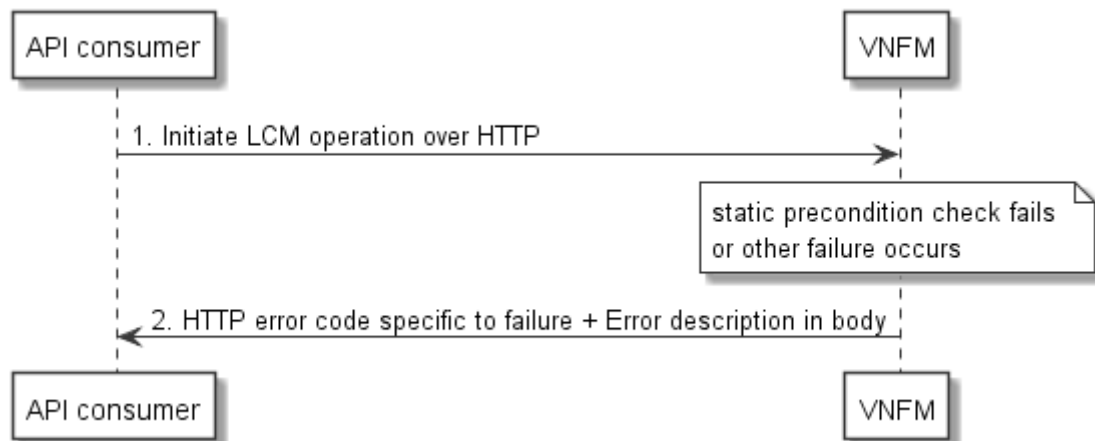 API consumer
VNFM
1. Initiate LCM operation over HTTP
static precondition check fails
or other failure occurs
2. HTTP error code specific to failure + Error description in body
API consumer
VNFM